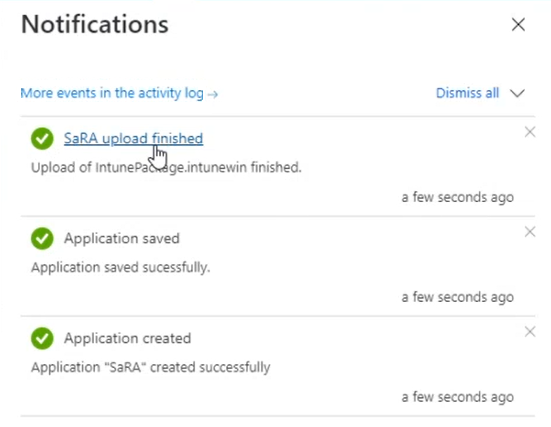 Notifications
More events in the activity log →
Dismiss all
SaRA upload finished
Upload of IntunePackage.intunewin finished.
a few seconds ago
Application saved
Application saved sucessfully.
a few seconds ago
Application created
Application "SaRA" created successfully
a few seconds ago